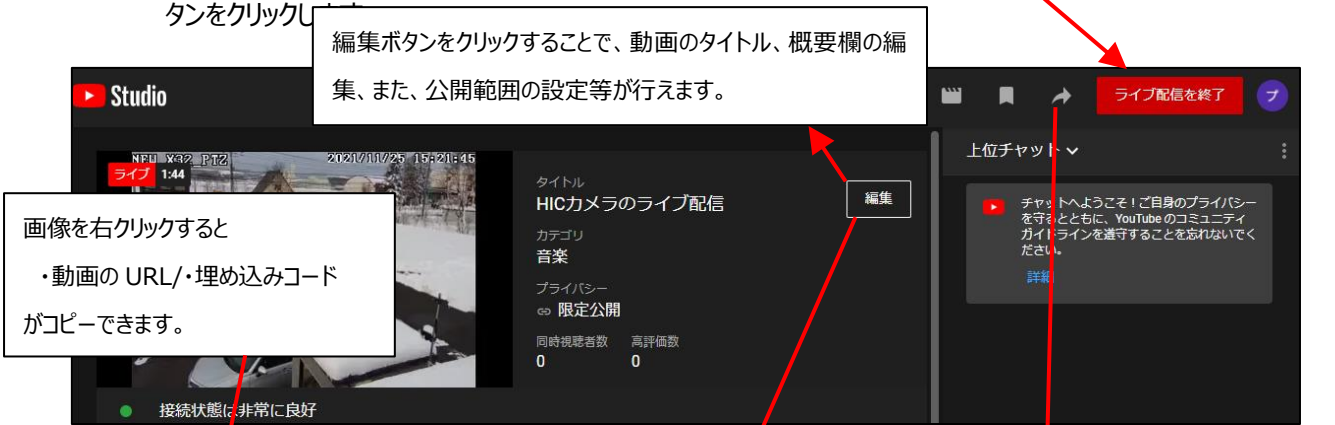 タンをクリックします
編集ボタンをクリックすることで、動画のタイトル、概要欄の編
集、また、公開範囲の設定等が行えます。
Studio
ライブ配信を終了
プ
NEW X32 PTZ
2021/11/25 15:21:45
ライブ 1:44
画像を右クリックすると
・動画の URL/・埋め込みコード
がコピーできます。
タイトル
HICカメラのライブ配信
編集
カテゴリ
音楽
プライバシー
限定公開
同時視聴者数 高評価数
0 0
接続状態は非常に良好
上位チャット
チャットへようこそ！ご自身のプライバシー
を守るとともに、YouTube のコミュニティ
ガイドラインを遵守することを忘れないでく
ださい。
詳細